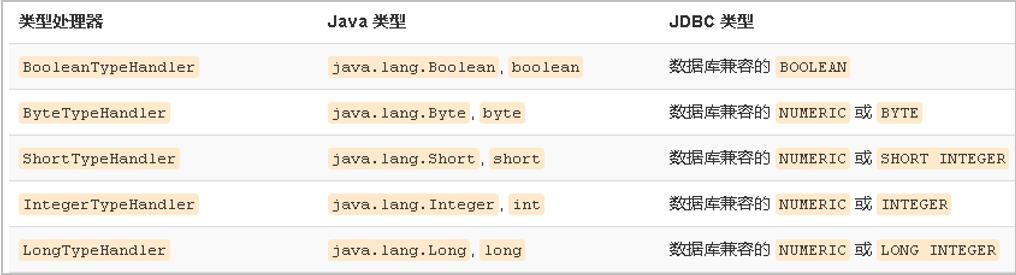 类型处理器 Java 类型 JDBC 类型
BooleanTypeHandler java.lang.Boolean, boolean 数据库兼容的 BOOLEAN
ByteTypeHandler java.lang.Byte, byte 数据库兼容的 NUMERIC 或 BYTE
ShortTypeHandler java.lang.Short, short 数据库兼容的 NUMERIC 或 SHORT INTEGER
IntegerTypeHandler java.lang.Integer, int 数据库兼容的 NUMERIC 或 INTEGER
LongTypeHandler java.lang.Long, long 数据库兼容的 NUMERIC 或 LONG INTEGER